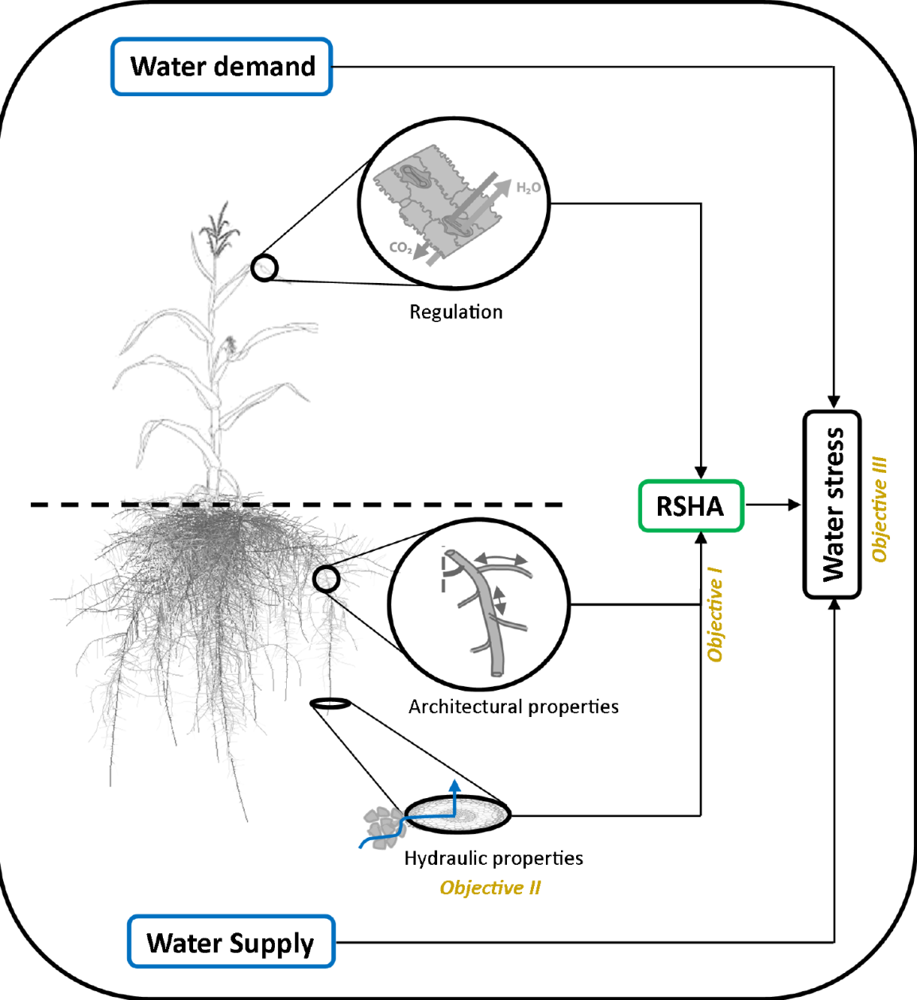 Water demand
H₂O
CO₂
Regulation
RSHA
Water stress
Objective III
Objective I
Architectural properties
Hydraulic properties
Objective II
Water Supply